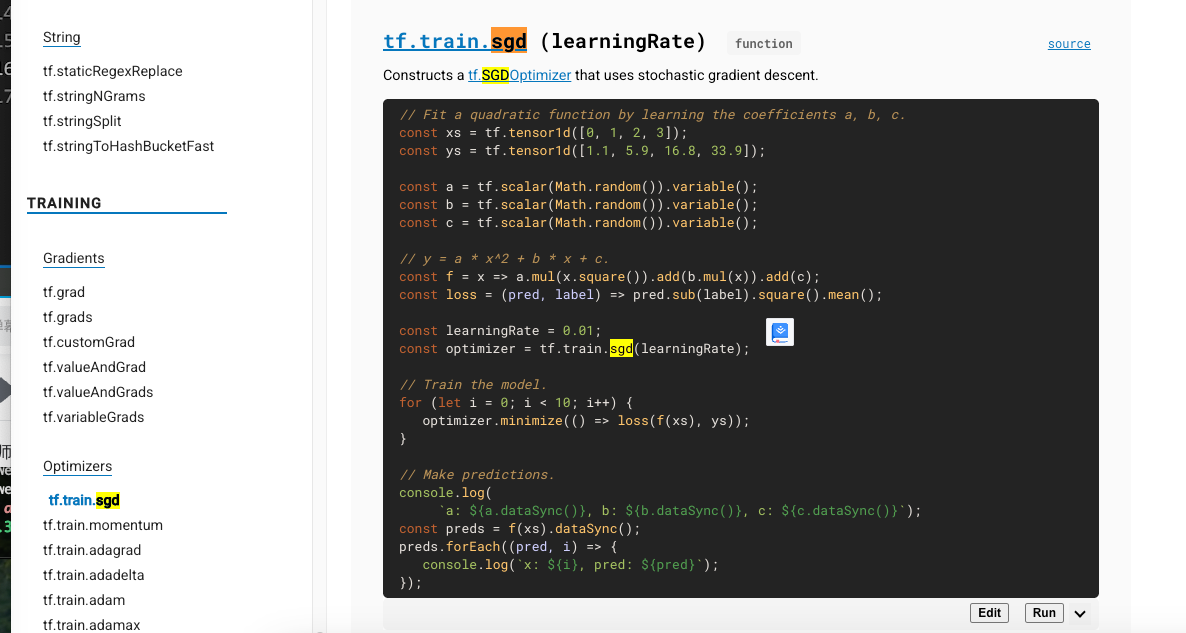 String
tf.staticRegexReplace
tf.stringNGrams
tf.stringSplit
tf.stringToHashBucketFast
TRAINING
Gradients
tf.grad
tf.grads
tf.customGrad
tf.valueAndGrad
tf.valueAndGrads
tf.variableGrads
Optimizers
tf.train.sgd
tf.train.momentum
tf.train.adagrad
tf.train.adadelta
tf.train.adam
tf.train.adamax
tf.train.sgd (learningRate) function source
Constructs a tf.SGDOptimizer that uses stochastic gradient descent.
// Fit a quadratic function by learning the coefficients a, b, c.
const xs = tf.tensor1d([0, 1, 2, 3]);
const ys = tf.tensor1d([1.1, 5.9, 16.8, 33.9]);
const a = tf.scalar(Math.random()).variable();
const b = tf.scalar(Math.random()).variable();
const c = tf.scalar(Math.random()).variable();
// y = a * x^2 + b * x + c.
const f = x => a.mul(x.square()).add(b.mul(x)).add(c);
const loss = (pred, label) => pred.sub(label).square().mean();
const learningRate = 0.01;
const optimizer = tf.train.sgd(learningRate);
// Train the model.
for (let i = 0; i < 10; i++) {
optimizer.minimize(() => loss(f(xs), ys));
}
// Make predictions.
console.log(
`a: ${a.dataSync()}, b: ${b.dataSync()}, c: ${c.dataSync()}`);
const preds = f(xs).dataSync();
preds.forEach((pred, i) => {
console.log(`x: ${i}, pred: ${pred}`);
});
Edit Run